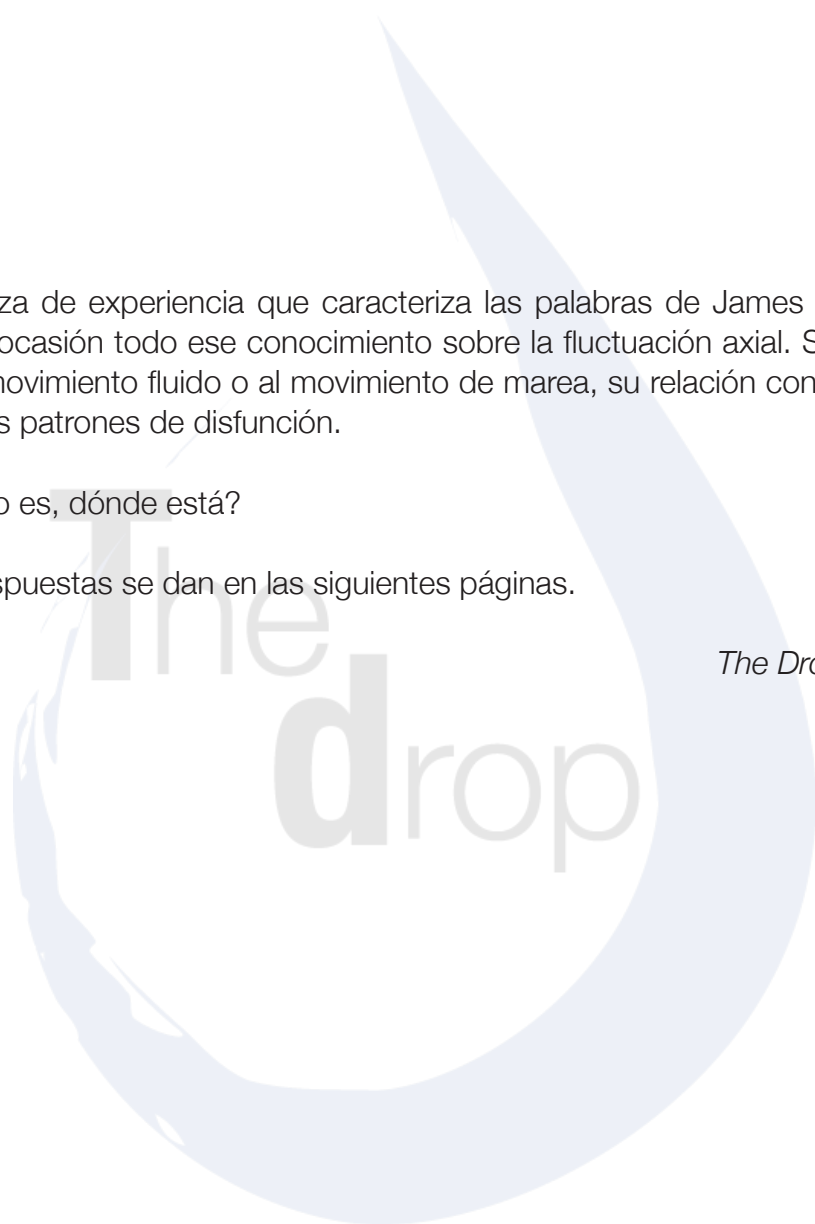 za de experiencia que caracteriza las palabras de James
ocasión todo ese conocimiento sobre la fluctuación axial. S
movimiento fluido o al movimiento de marea, su relación con
s patrones de disfunción.
o es, dónde está?
spuestas se dan en las siguientes páginas.
The Dro
The
drop